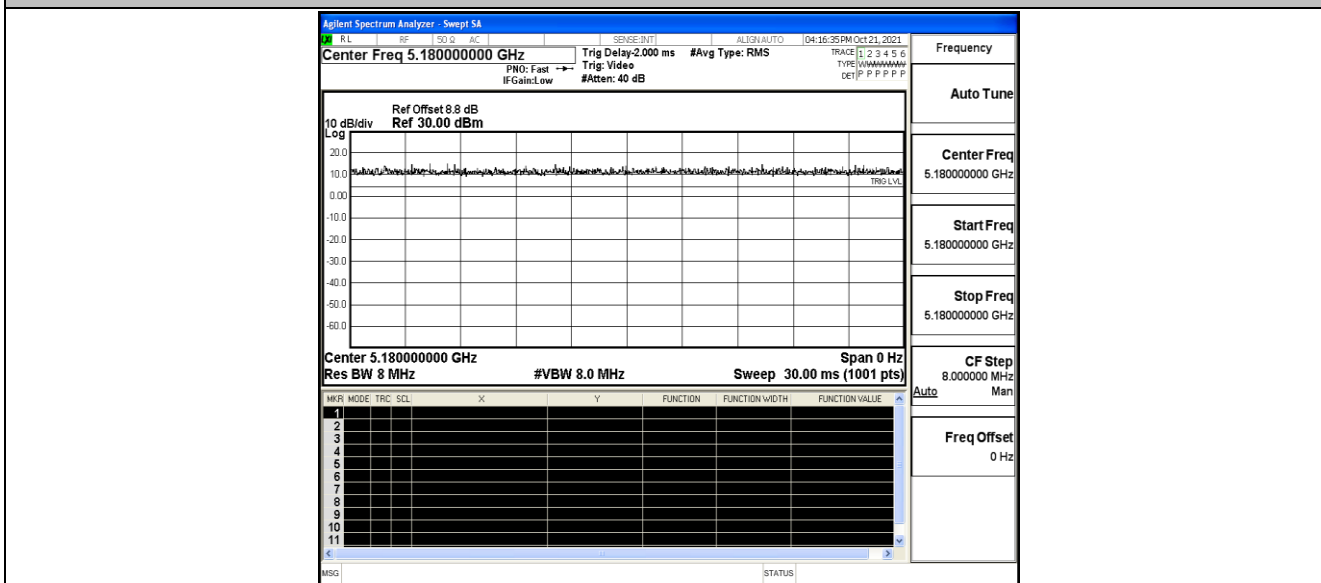 Agilent Spectrum Analyzer - Swept SA
RL RF 50 Ω AC SENSE:INT ALIGNAUTO 04:16:35 PM Oct 21, 2021
Center Freq 5.180000000 GHz
PNO: Fast
IFGain:Low
Trig Delay-2.000 ms
Trig: Video
#Atten: 40 dB
#Avg Type: RMS
TRACE 1 2 3 4 5 6
TYPE
DET P P P P P P
Ref Offset 8.8 dB
10 dB/div Ref 30.00 dBm
Log
20.0
10.0
0.00
-10.0
-20.0
-30.0
-40.0
-50.0
-60.0
TRIG LVL
Center 5.180000000 GHz Span 0 Hz
Res BW 8 MHz #VBW 8.0 MHz Sweep 30.00 ms (1001 pts)
MKR MODE TRC SCL X Y FUNCTION FUNCTION WIDTH FUNCTION VALUE
1
2
3
4
5
6
7
8
9
10
11
MSG STATUS
Frequency
Auto Tune
Center Freq
5.180000000 GHz
Start Freq
5.180000000 GHz
Stop Freq
5.180000000 GHz
CF Step
8.000000 MHz
Auto Man
Freq Offset
0 Hz